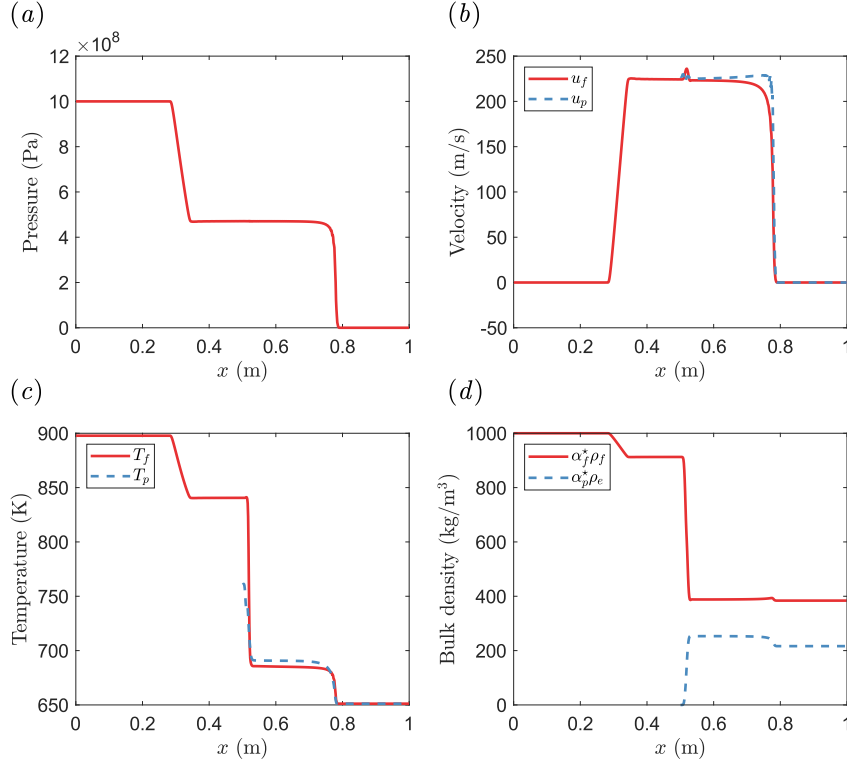 (a)
×10⁸
12
10
8
6
4
2
0
Pressure (Pa)
0 0.2 0.4 0.6 0.8 1
x (m)
(b)
250
200
150
100
50
0
-50
Velocity (m/s)
u_f
u_p
0 0.2 0.4 0.6 0.8 1
x (m)
(c)
900
850
800
750
700
650
Temperature (K)
T_f
T_p
0 0.2 0.4 0.6 0.8 1
x (m)
(d)
1000
800
600
400
200
0
Bulk density (kg/m³)
α_f^⋆ρ_f
α_p^⋆ρ_e
0 0.2 0.4 0.6 0.8 1
x (m)